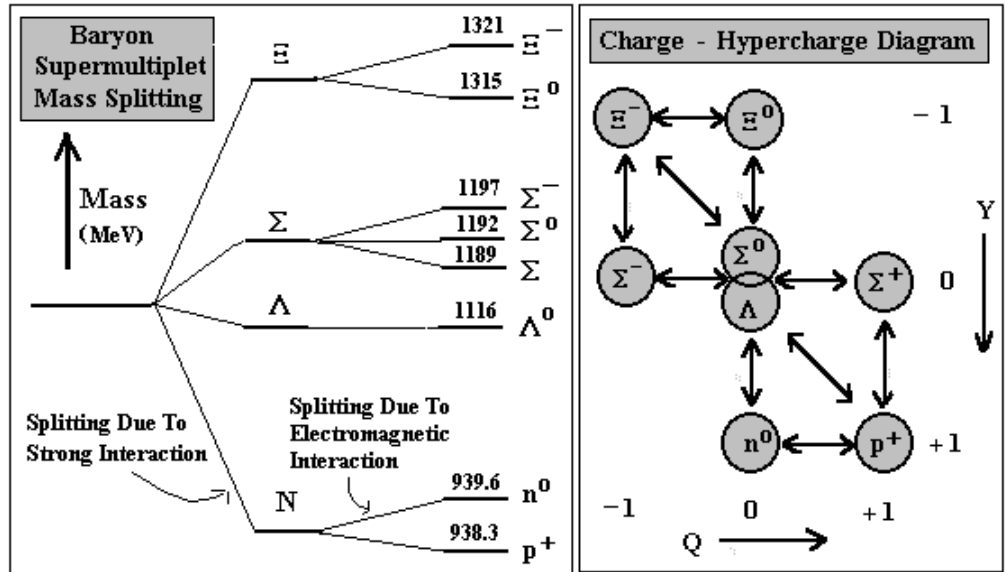 Baryon
Supermultiplet
Mass Splitting
Mass
(MeV)
Ξ
1321
Ξ⁻
1315
Ξ⁰
Σ
1197
Σ⁻
1192
Σ⁰
1189
Σ
Λ
1116
Λ⁰
Splitting Due To
Strong Interaction
Splitting Due To
Electromagnetic
Interaction
N
939.6
n⁰
938.3
p⁺
Charge - Hypercharge Diagram
Ξ⁻ Ξ⁰ -1
Y
Σ⁰
Σ⁻ Σ⁺ 0
Λ
n⁰ p⁺ +1
-1 0 +1
Q